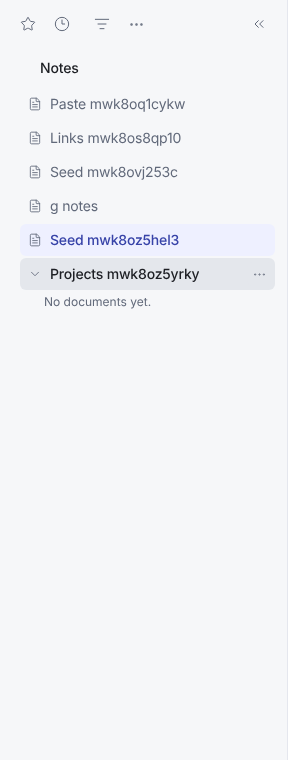 Notes
Paste mwk8oq1cykw
Links mwk8os8qp10
Seed mwk8ovj253c
g notes
Seed mwk8oz5hel3
Projects mwk8oz5yrky
No documents yet.